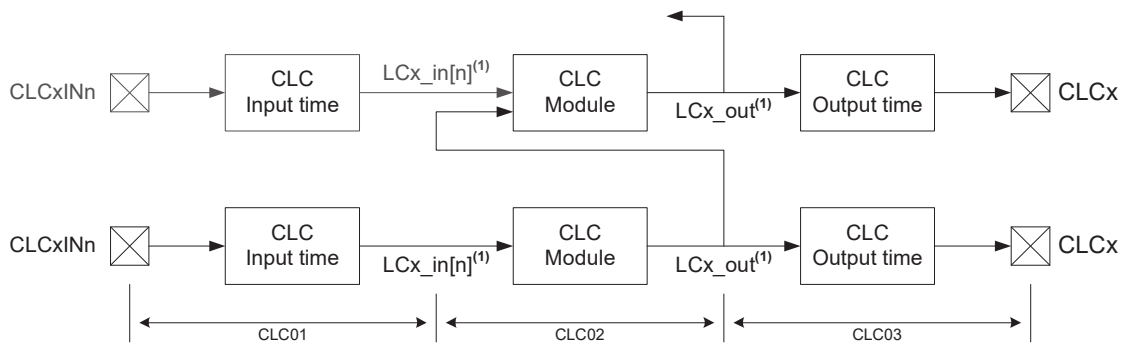 CLCxINn
CLC
Input time
LCx_in[n](1)
CLC
Module
LCx_out(1)
CLC
Output time
CLCx
CLCxINn
CLC
Input time
LCx_in[n](1)
CLC
Module
LCx_out(1)
CLC
Output time
CLCx
CLC01
CLC02
CLC03